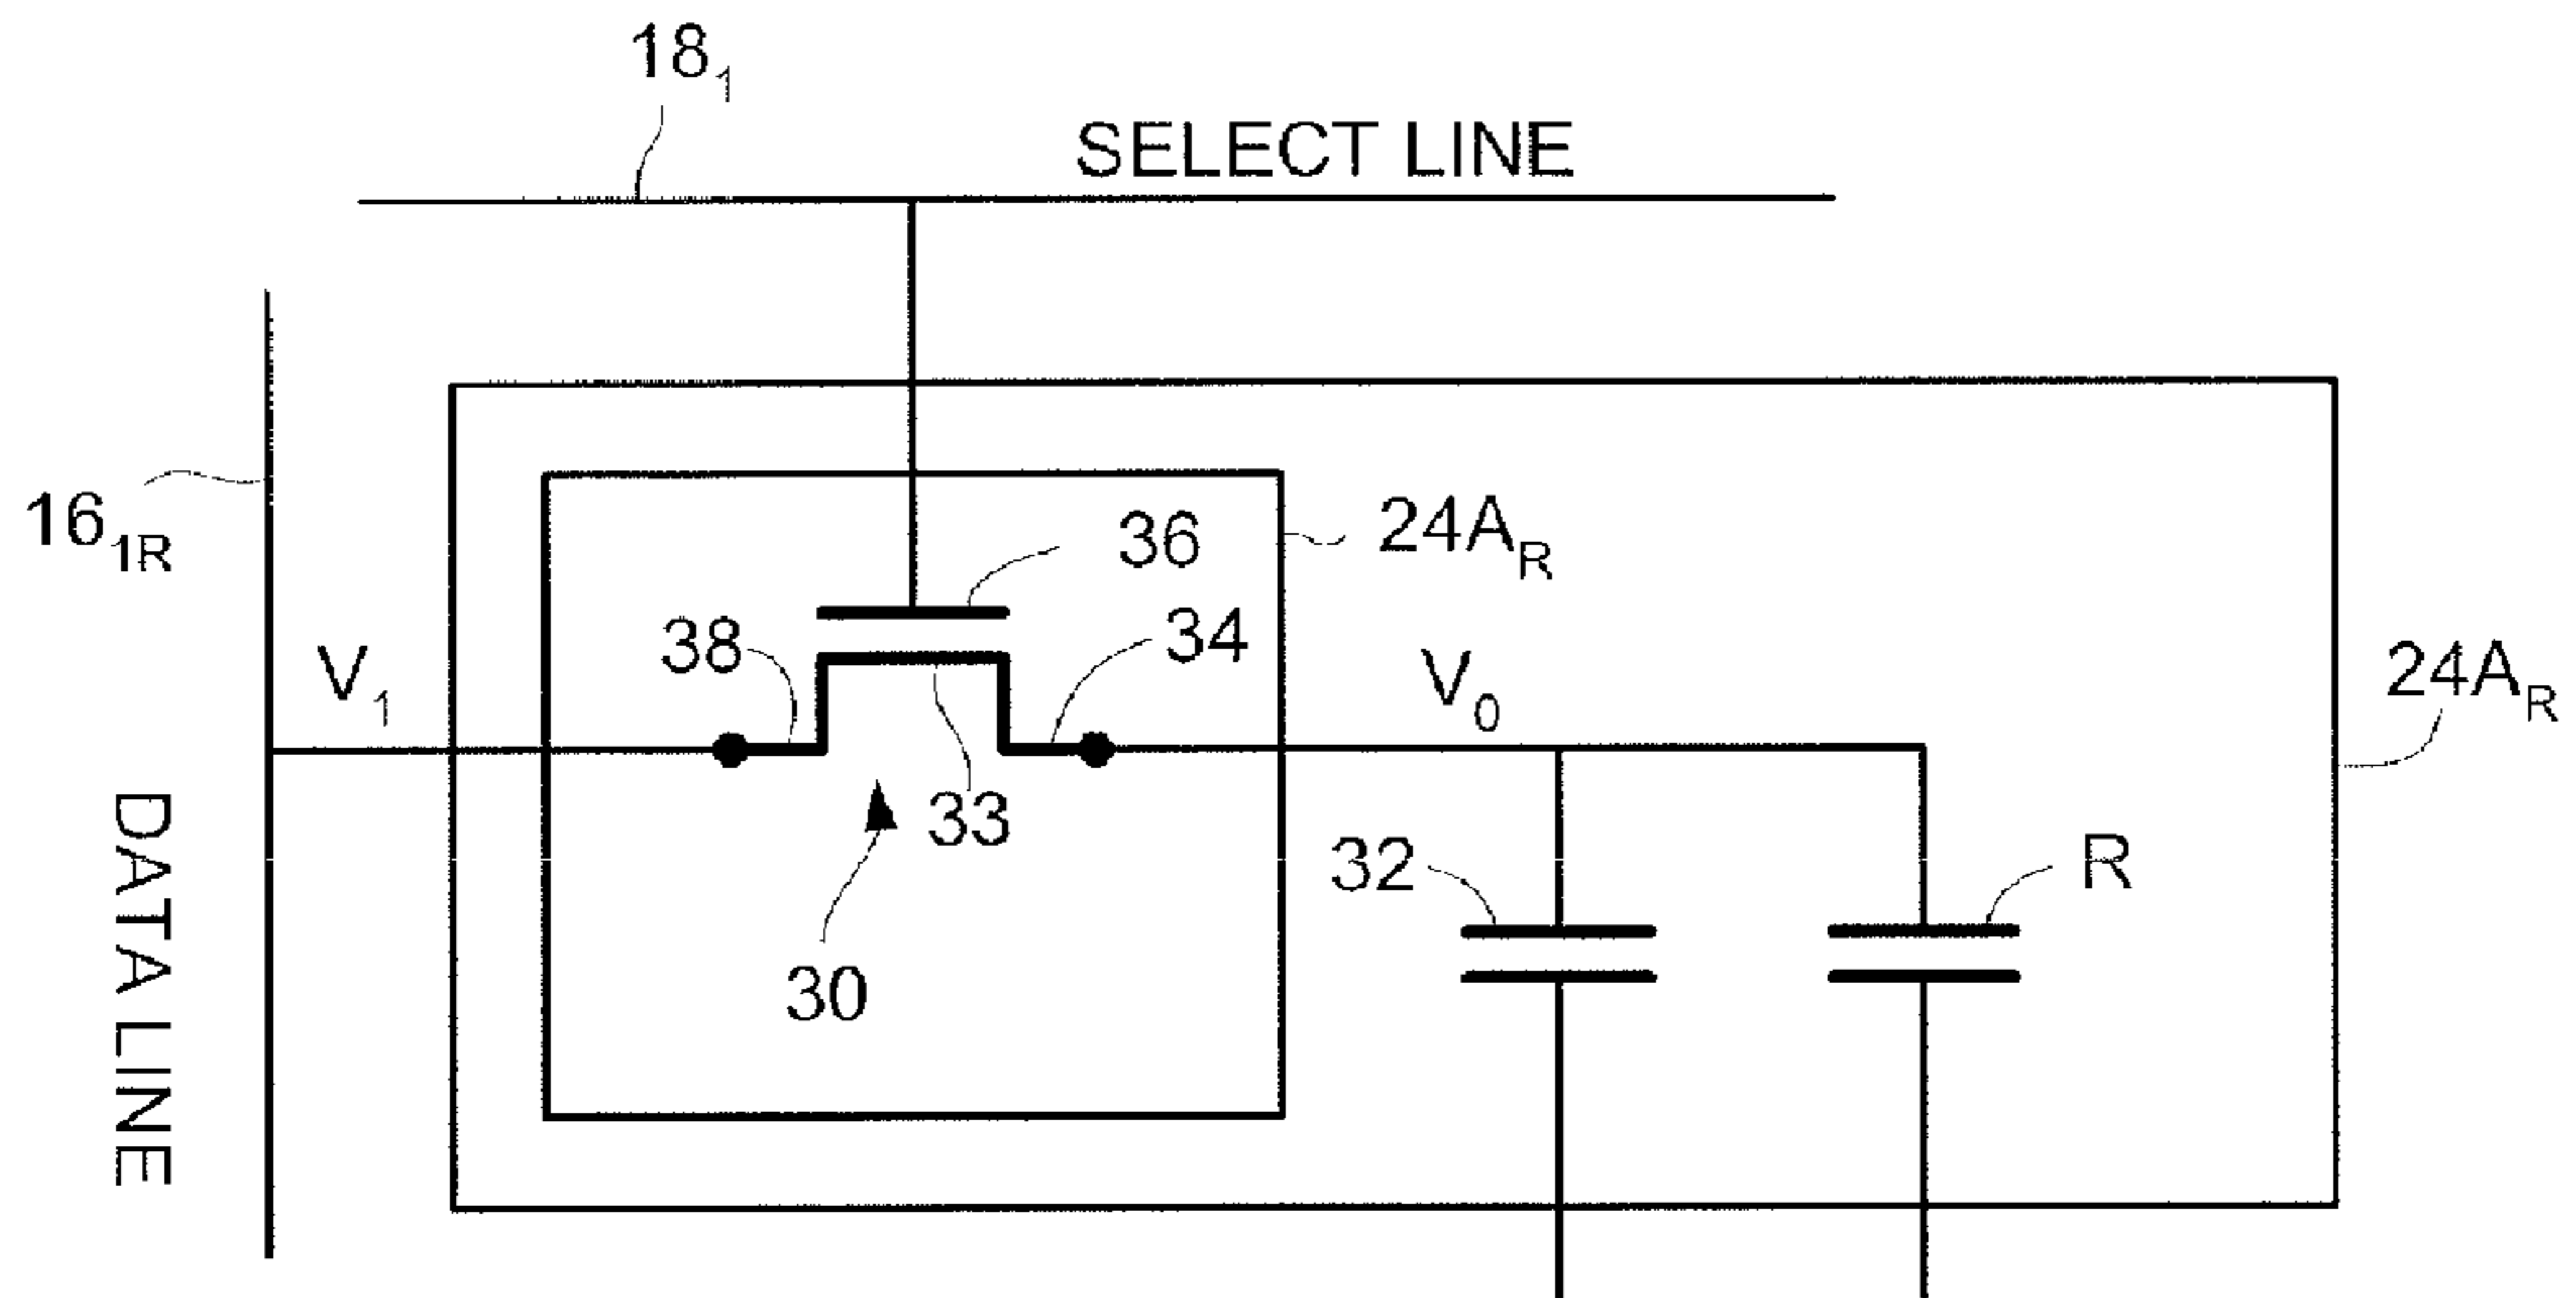 18₁
SELECT LINE
16₁R
DATA LINE
V₁
36
24A_R
38
34
V₀
24A_R
33
30
32
R